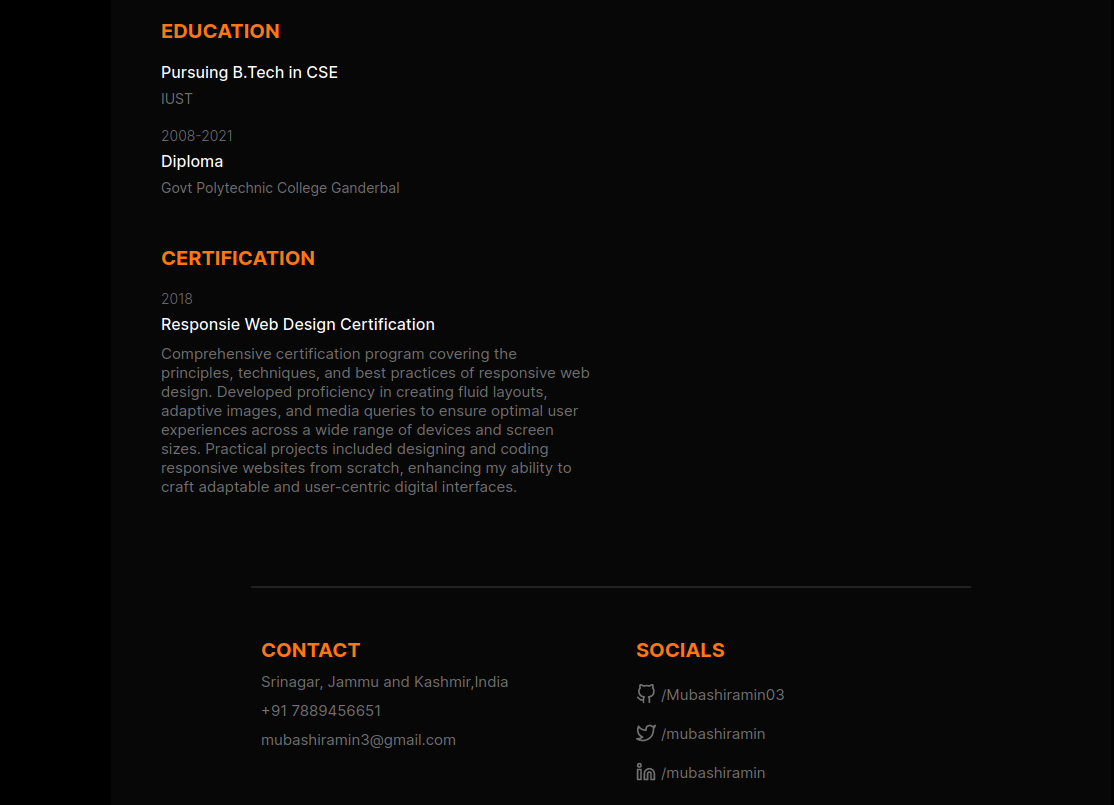 EDUCATION
Pursuing B.Tech in CSE
IUST
2008-2021
Diploma
Govt Polytechnic College Ganderbal
CERTIFICATION
2018
Responsie Web Design Certification
Comprehensive certification program covering the
principles, techniques, and best practices of responsive web
design. Developed proficiency in creating fluid layouts,
adaptive images, and media queries to ensure optimal user
experiences across a wide range of devices and screen
sizes. Practical projects included designing and coding
responsive websites from scratch, enhancing my ability to
craft adaptable and user-centric digital interfaces.
CONTACT
Srinagar, Jammu and Kashmir,India
+91 7889456651
mubashiramin3@gmail.com
SOCIALS
/Mubashiramin03
/mubashiramin
/mubashiramin